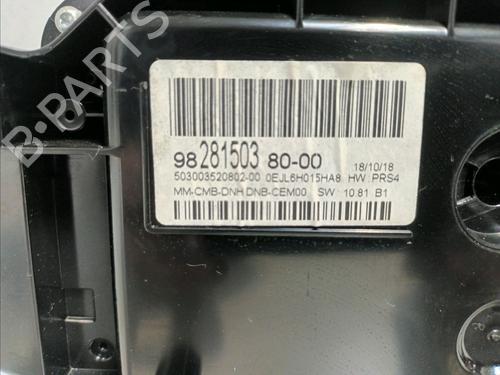 B-PARTS
98 281503 80-00
18/10/18
503003520802-00 0EJL6H015HA8 HW PRS4
MM-CMB-DNH DNB-CEM00 SW 10.81 B1